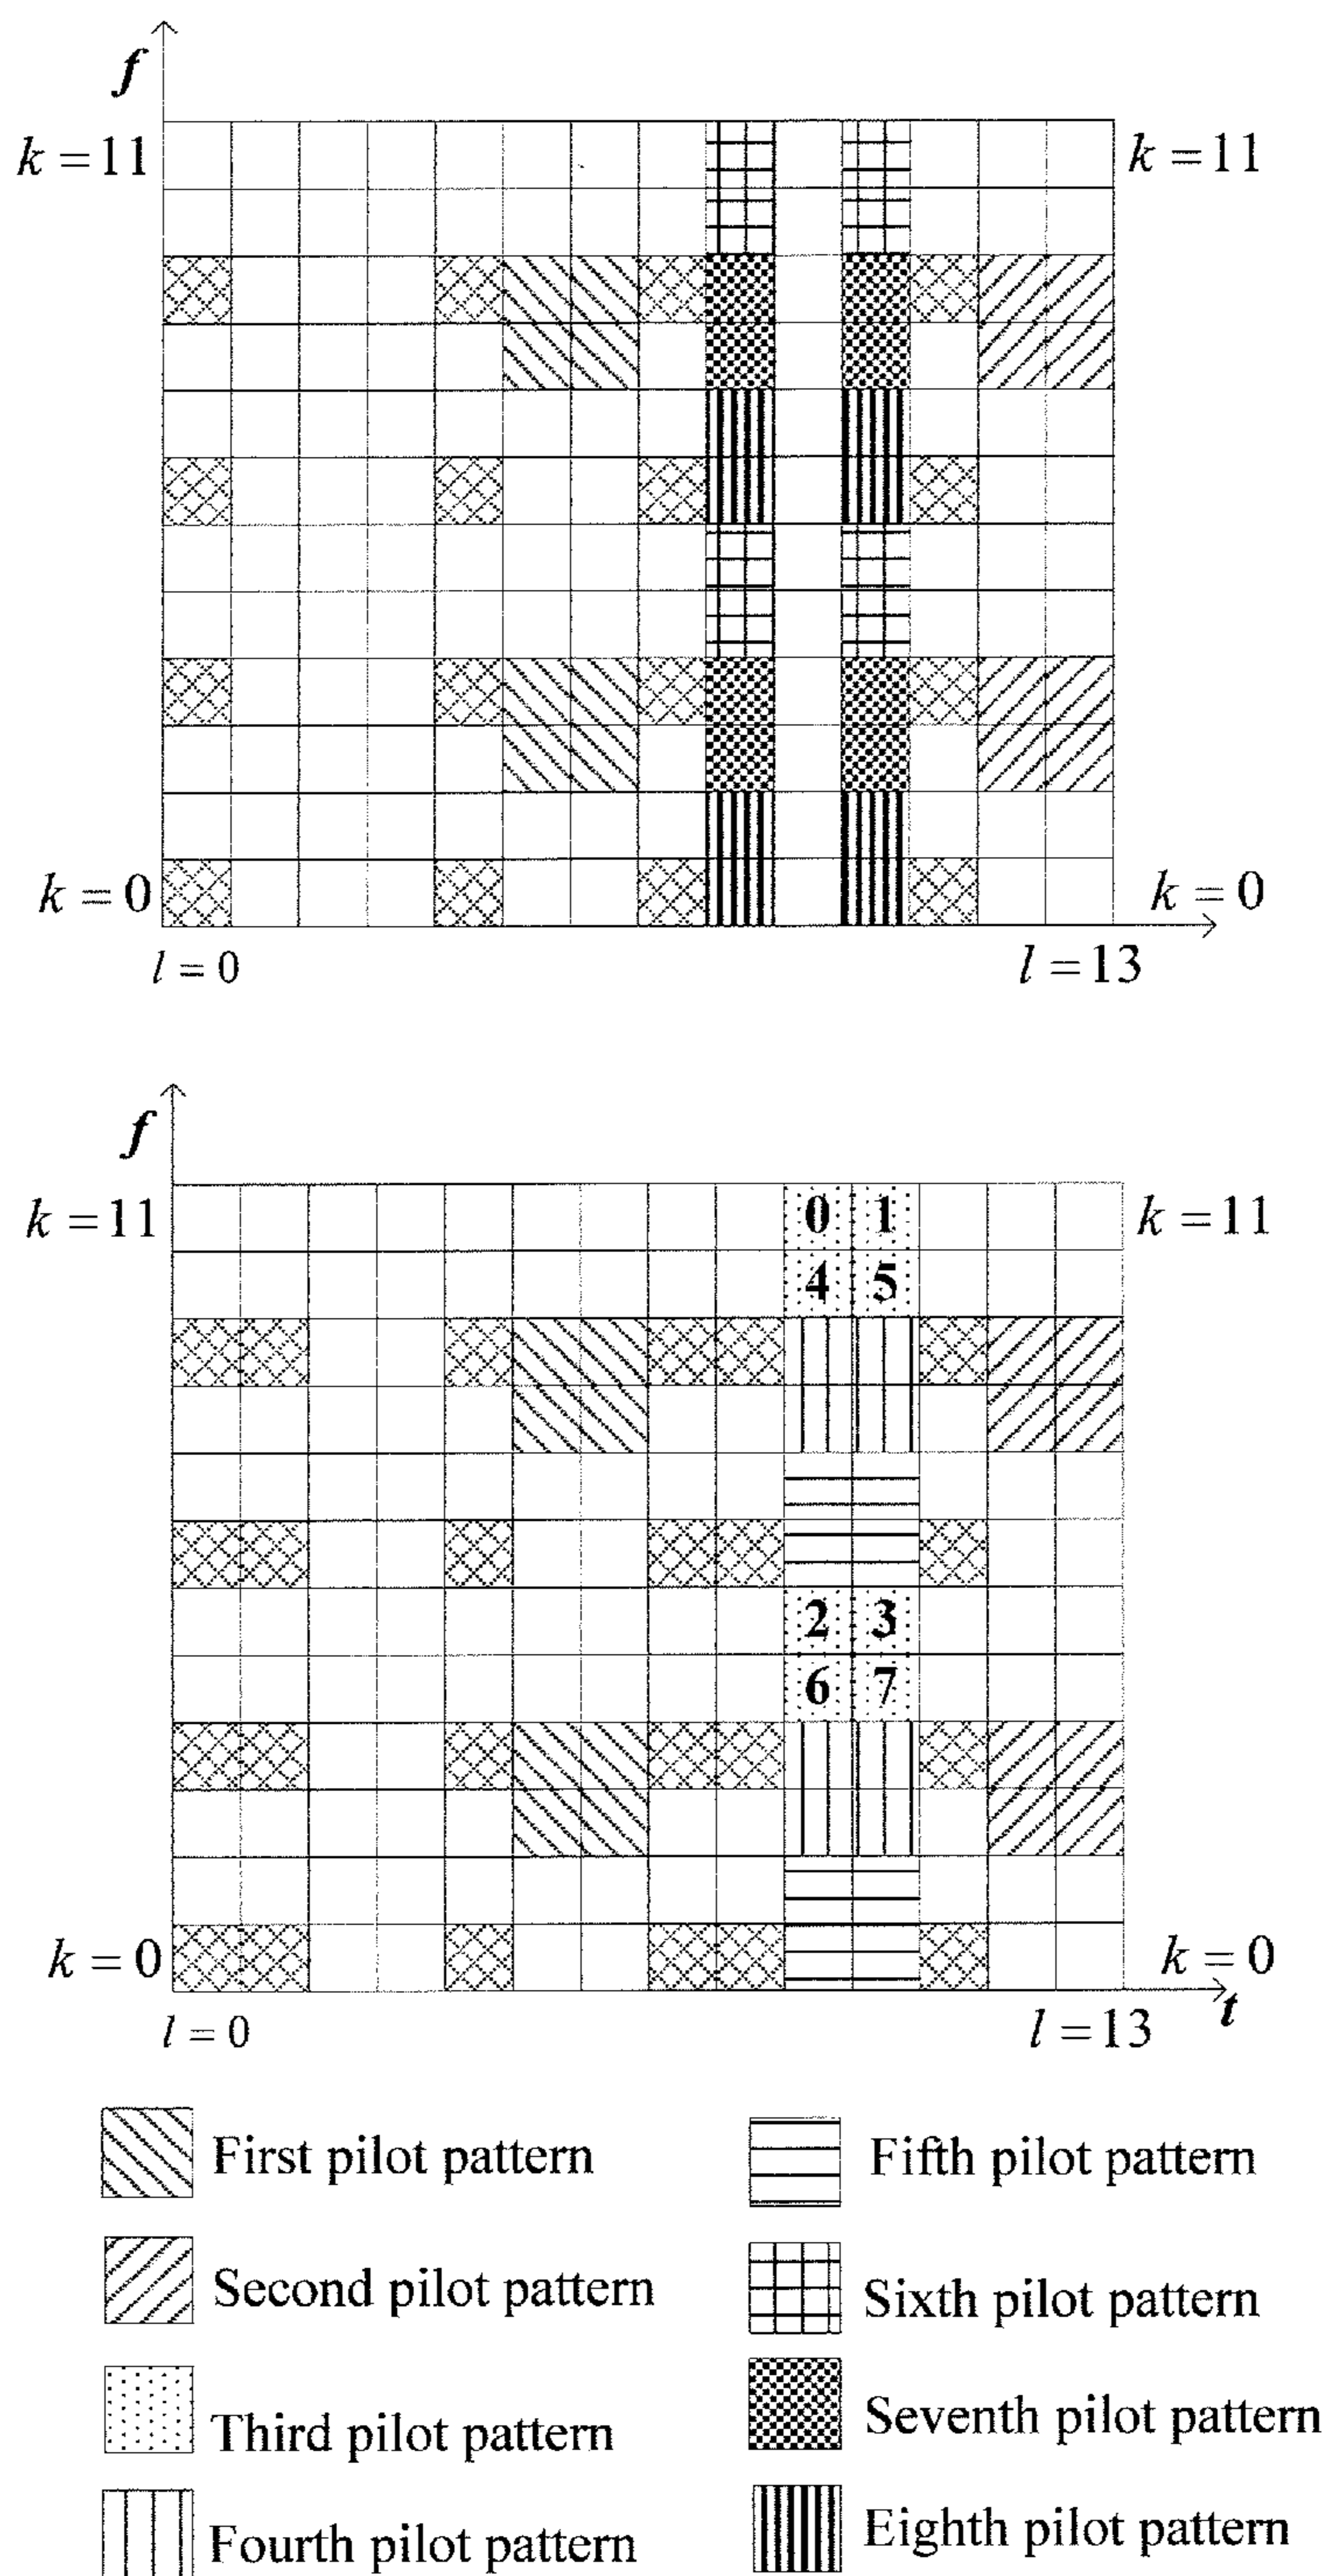 f
k = 11 k = 11
k = 0 k = 0
l = 0 l = 13
f
k = 11 0 1 k = 11
4 5
2 3
6 7
k = 0 k = 0
l = 0 l = 13 t
First pilot pattern Fifth pilot pattern
Second pilot pattern Sixth pilot pattern
Third pilot pattern Seventh pilot pattern
Fourth pilot pattern Eighth pilot pattern